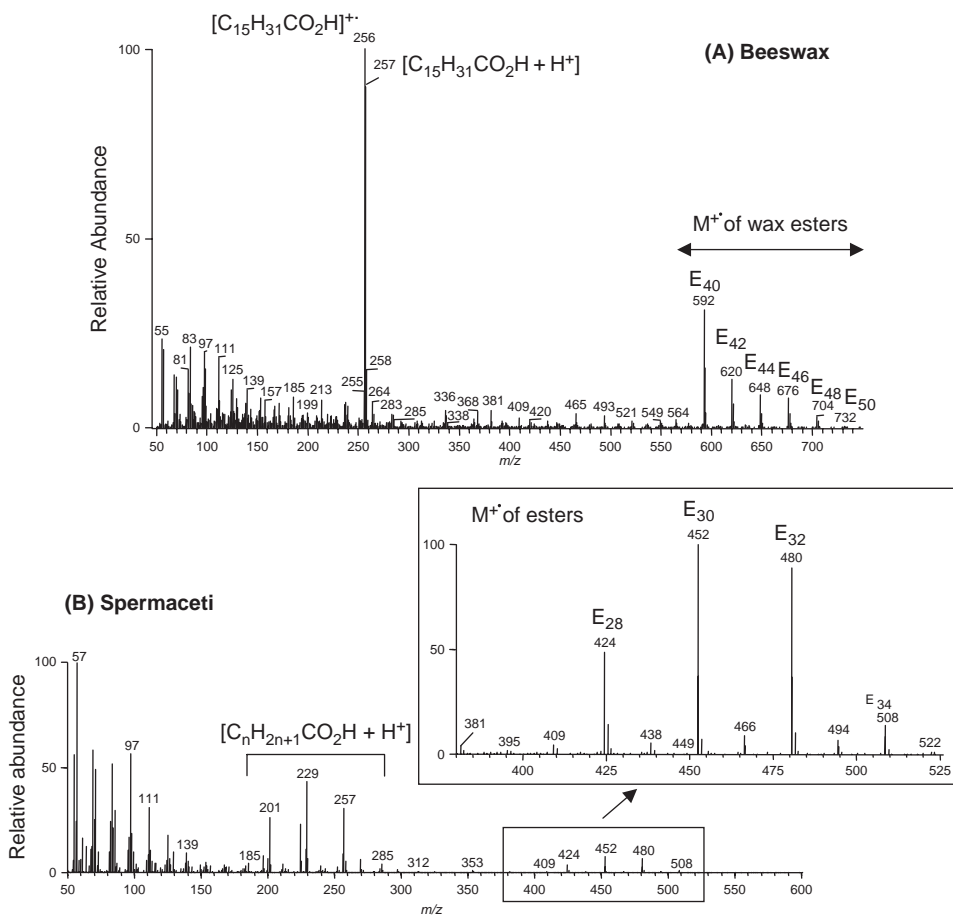 [C15H31CO2H]+·
256
(A) Beeswax
257 [C15H31CO2H + H+]
M+· of wax esters
E40
592
E42
620
E44
648
E46
676
E48
704
E50
732
55
81
83
97
111
125
139
157
185
199
213
255
258
264
283
285
336
338
368
381
409
420
465
493
521
549
564
100
50
0
Relative Abundance
50 100 150 200 250 300 350 400 450 500 550 600 650 700
m/z
M+· of esters
E28
424
E30
452
E32
480
E34
508
381
395
409
438
449
466
494
522
100
50
0
400 425 450 475 500 525
(B) Spermaceti
[CnH2n+1CO2H + H+]
57
97
111
139
185
201
229
257
285
312
353
409
424
452
480
508
100
50
0
Relative abundance
50 100 150 200 250 300 350 400 450 500 550 600
m/z